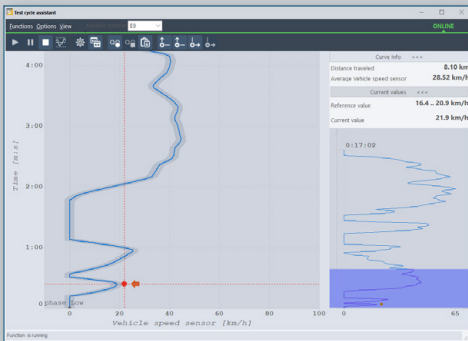 Test cycle assistant
Functions Options View
E9
ONLINE
Curve info <<<
Distance traveled 8.10 km
Average vehicle speed sensor 28.52 km/h
Current values <<<
Reference value 16.4 .. 20.9 km/h
Current value 21.9 km/h
4:00
3:00
2:00
1:00
0
Time [m:s]
phase low
0 20 40 60 80 100
Vehicle speed sensor [km/h]
0:17:02
0 65
Function is running